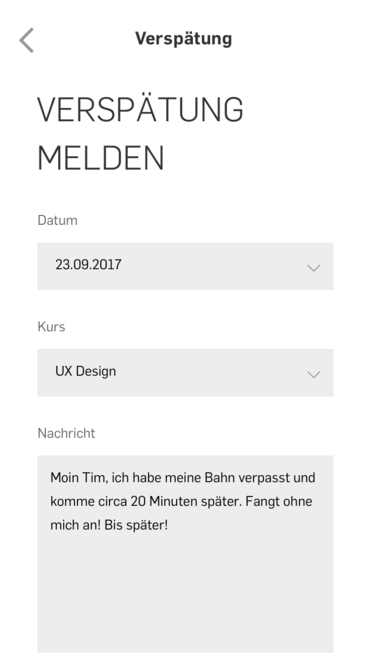 Verspätung
VERSPÄTUNG
MELDEN
Datum
23.09.2017
Kurs
UX Design
Nachricht
Moin Tim, ich habe meine Bahn verpasst und
komme circa 20 Minuten später. Fangt ohne
mich an! Bis später!